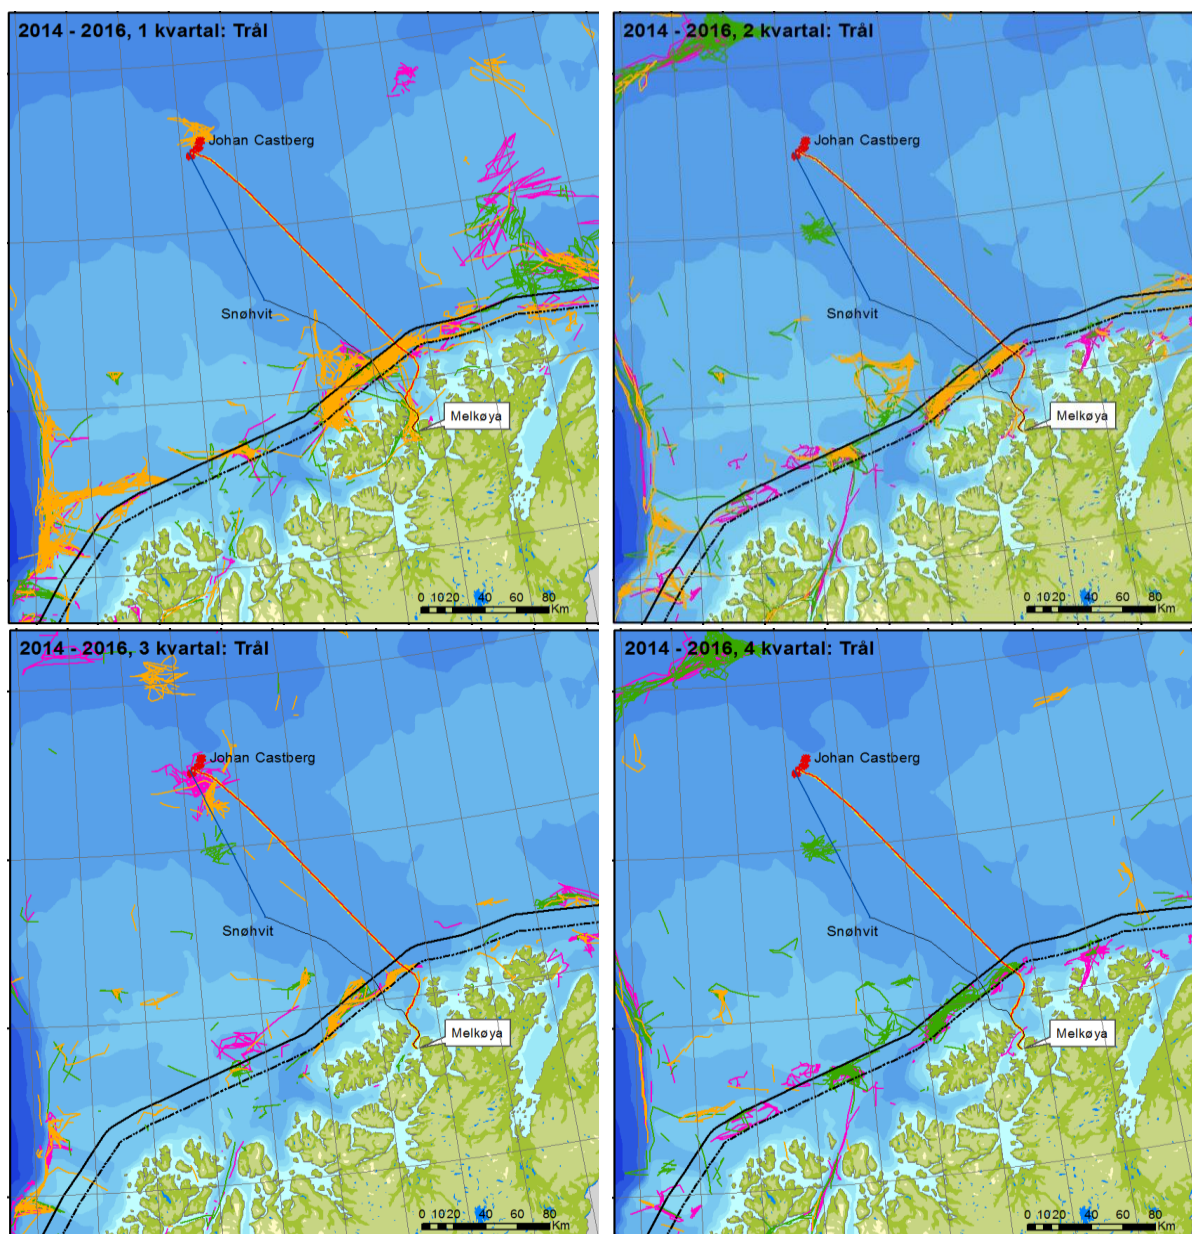 2014 - 2016, 1 kvartal: Trål
Johan Castberg
Snøhvit
Melkøya
0 10 20 40 60 80
Km
2014 - 2016, 2 kvartal: Trål
Johan Castberg
Snøhvit
Melkøya
0 10 20 40 60 80
Km
2014 - 2016, 3 kvartal: Trål
Johan Castberg
Snøhvit
Melkøya
0 10 20 40 60 80
Km
2014 - 2016, 4 kvartal: Trål
Johan Castberg
Snøhvit
Melkøya
0 10 20 40 60 80
Km